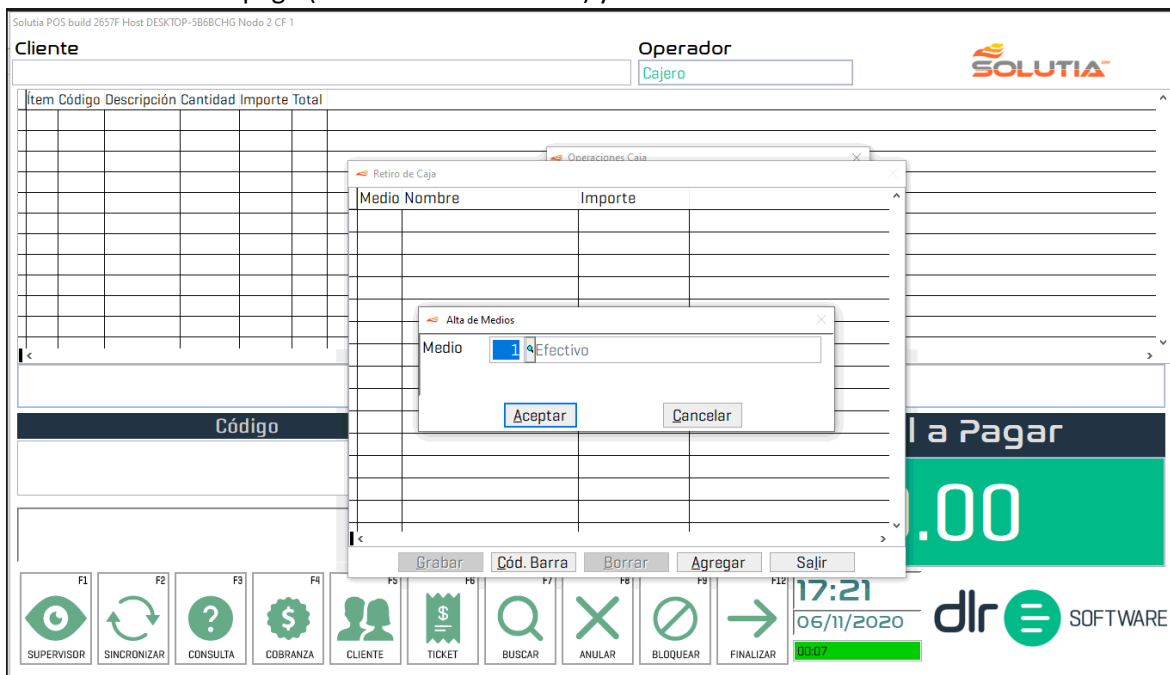 Solutia POS build 2657F Host DESKTOP-5B6BCHG Nodo 2 CF 1
Cliente
Operador
Cajero
SOLUTIA
Ítem Código Descripción Cantidad Importe Total
Operaciones Caja
Retiro de Caja
Medio Nombre Importe
Alta de Medios
Medio 1 Efectivo
Aceptar Cancelar
Código
l a Pagar
.00
Grabar Cód. Barra Borrar Agregar Salir
F1 F2 F3 F4 F5 F6 F7 F8 F9 F12
17:21
06/11/2020
00:07
SUPERVISOR SINCRONIZAR CONSULTA COBRANZA CLIENTE TICKET BUSCAR ANULAR BLOQUEAR FINALIZAR
dlr SOFTWARE